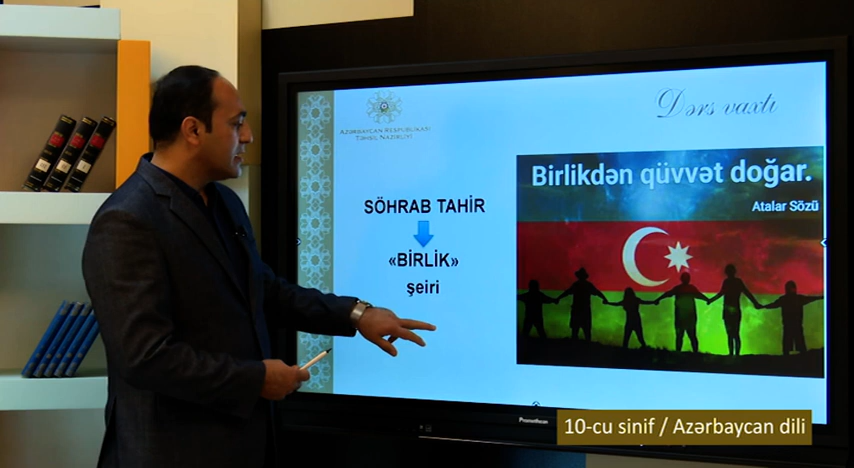 AZƏRBAYCAN RESPUBLİKASI
TƏHSİL NAZİRLİYİ
Dərs vaxtı
Birlikdən qüvvət doğar.
Atalar Sözü
SÖHRAB TAHİR
«BİRLİK»
şeiri
Promethean
10-cu sinif / Azərbaycan dili